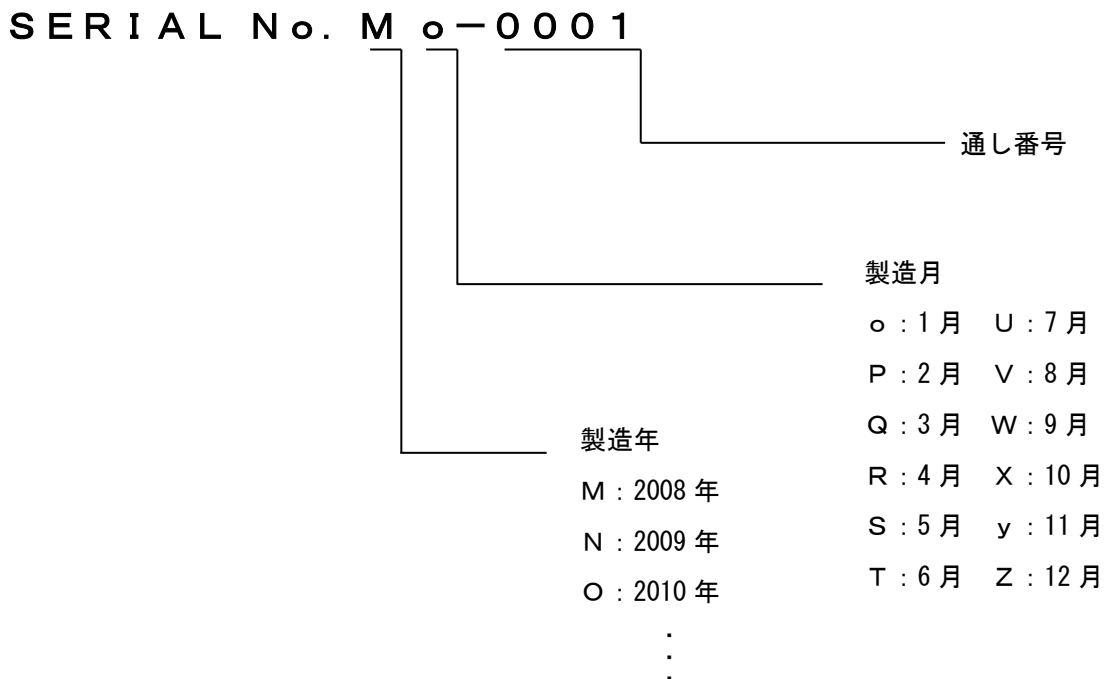 SERIAL No. Mo-0001
通し番号
製造月
o:1月 U:7月
P:2月 V:8月
Q:3月 W:9月
R:4月 X:10月
S:5月 y:11月
T:6月 Z:12月
製造年
M:2008年
N:2009年
O:2010年
・
・
・